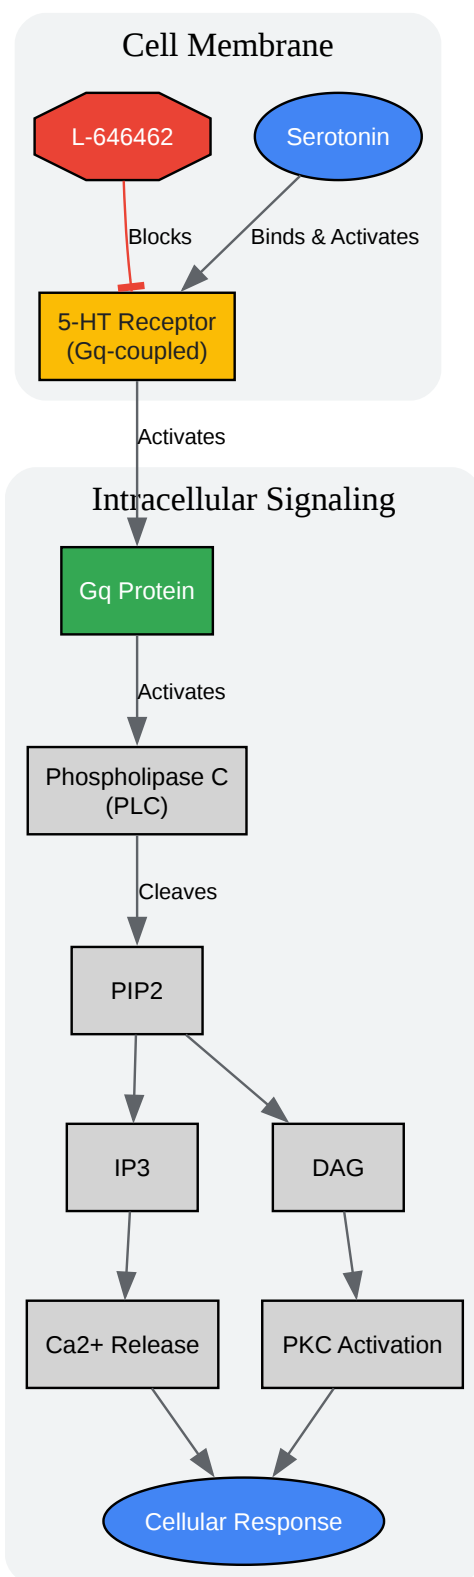 Cell Membrane
L-646462
Serotonin
Blocks
Binds & Activates
5-HT Receptor
(Gq-coupled)
Activates
Intracellular Signaling
Gq Protein
Activates
Phospholipase C
(PLC)
Cleaves
PIP2
IP3
DAG
Ca2+ Release
PKC Activation
Cellular Response